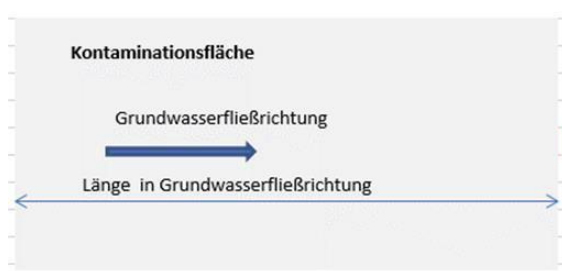 Kontaminationsfläche
Grundwasserfließrichtung
Länge in Grundwasserfließrichtung